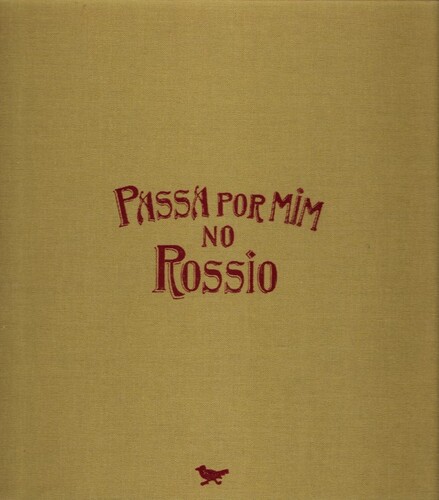 PASSA POR MIM
NO
ROSSIO